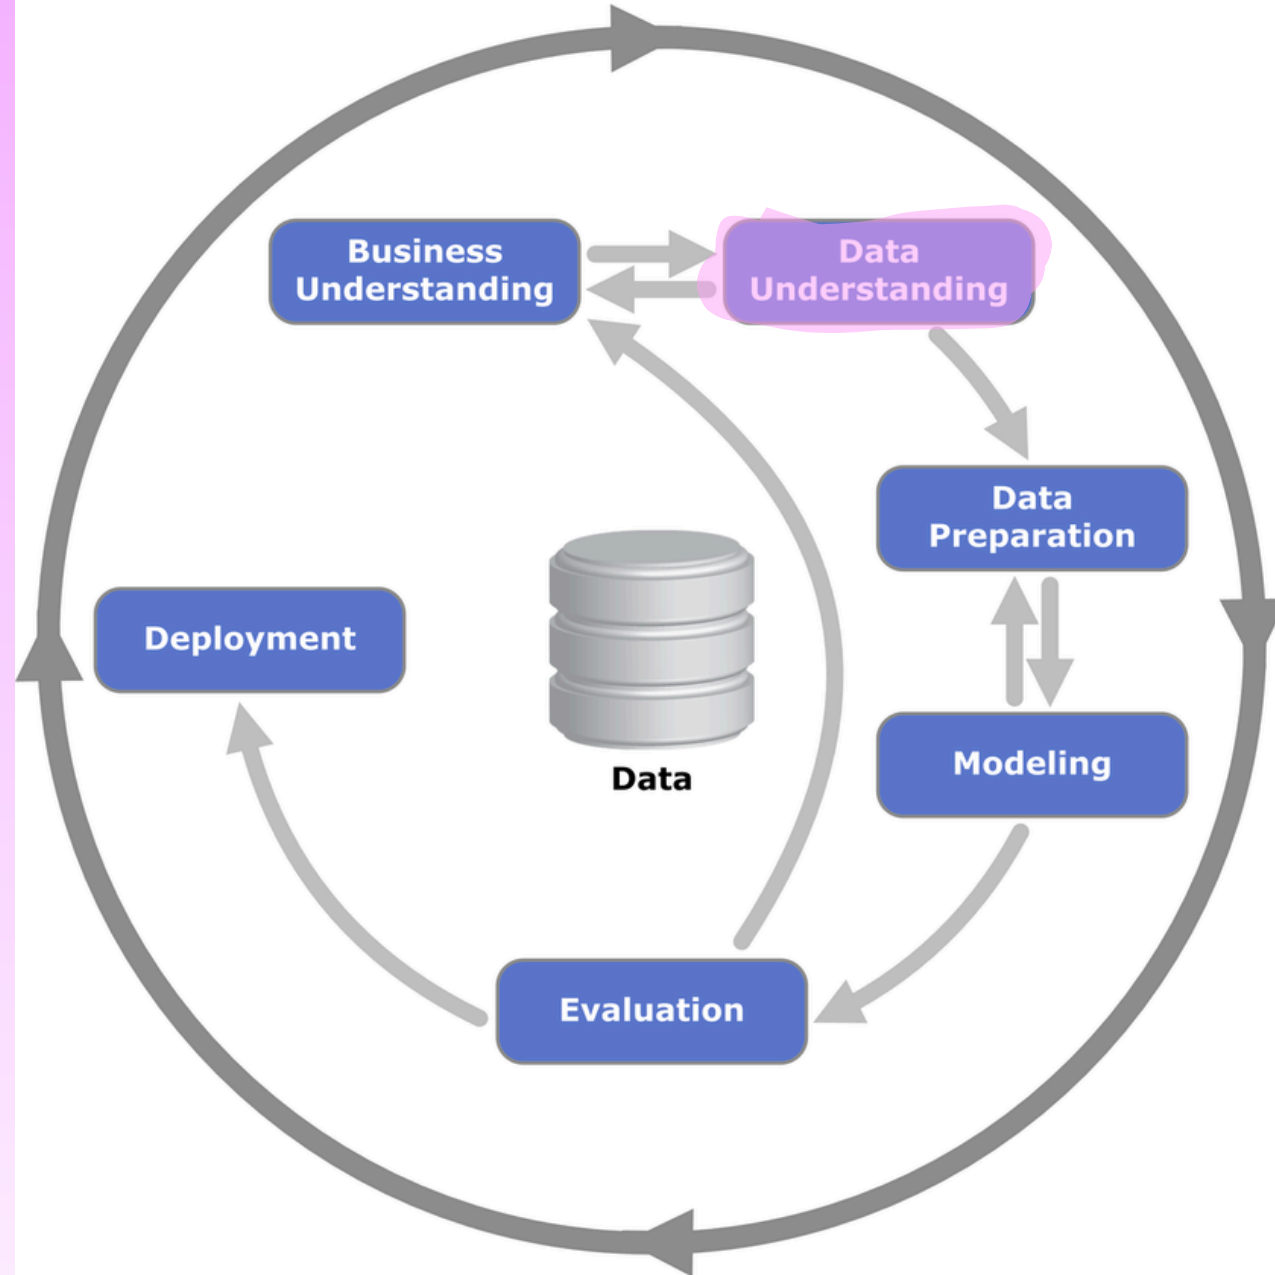 Business
Understanding
Data
Understanding
Data
Preparation
Deployment
Modeling
Data
Evaluation